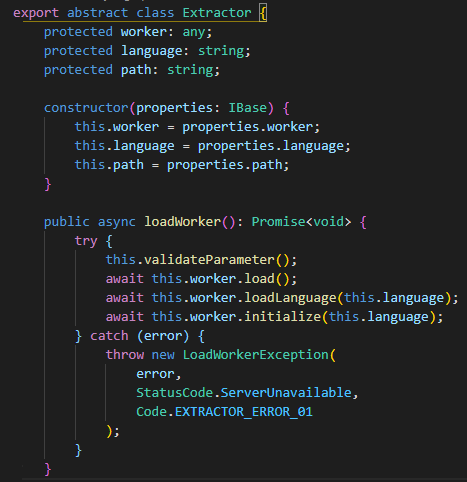 export abstract class Extractor {
    protected worker: any;
    protected language: string;
    protected path: string;

    constructor(properties: IBase) {
        this.worker = properties.worker;
        this.language = properties.language;
        this.path = properties.path;
    }

    public async loadWorker(): Promise<void> {
        try {
            this.validateParameter();
            await this.worker.load();
            await this.worker.loadLanguage(this.language);
            await this.worker.initialize(this.language);
        } catch (error) {
            throw new LoadWorkerException(
                error,
                StatusCode.ServerUnavailable,
                Code.EXTRACTOR_ERROR_01
            );
        }
    }